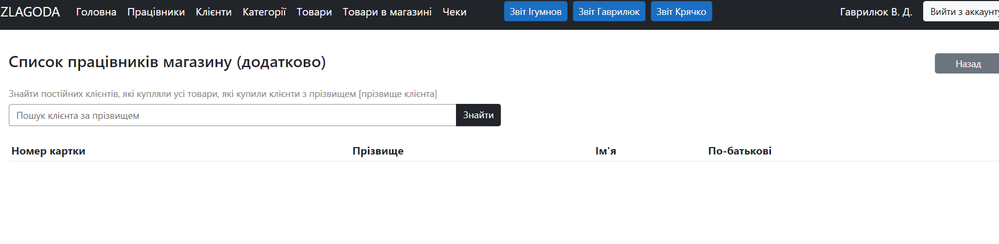 ZLAGODA Головна Працівники Клієнти Категорії Товари Товари в магазині Чеки Звіт Ігумнов Звіт Гаврилюк Звіт Крячко Гаврилюк В. Д. Вийти з аккаунту
Список працівників магазину (додатково) Назад
Знайти постійних клієнтів, які купляли усі товари, які купили клієнти з прізвищем [прізвище клієнта]
Пошук клієнта за прізвищем Знайти
Номер картки Прізвище Ім'я По-батькові